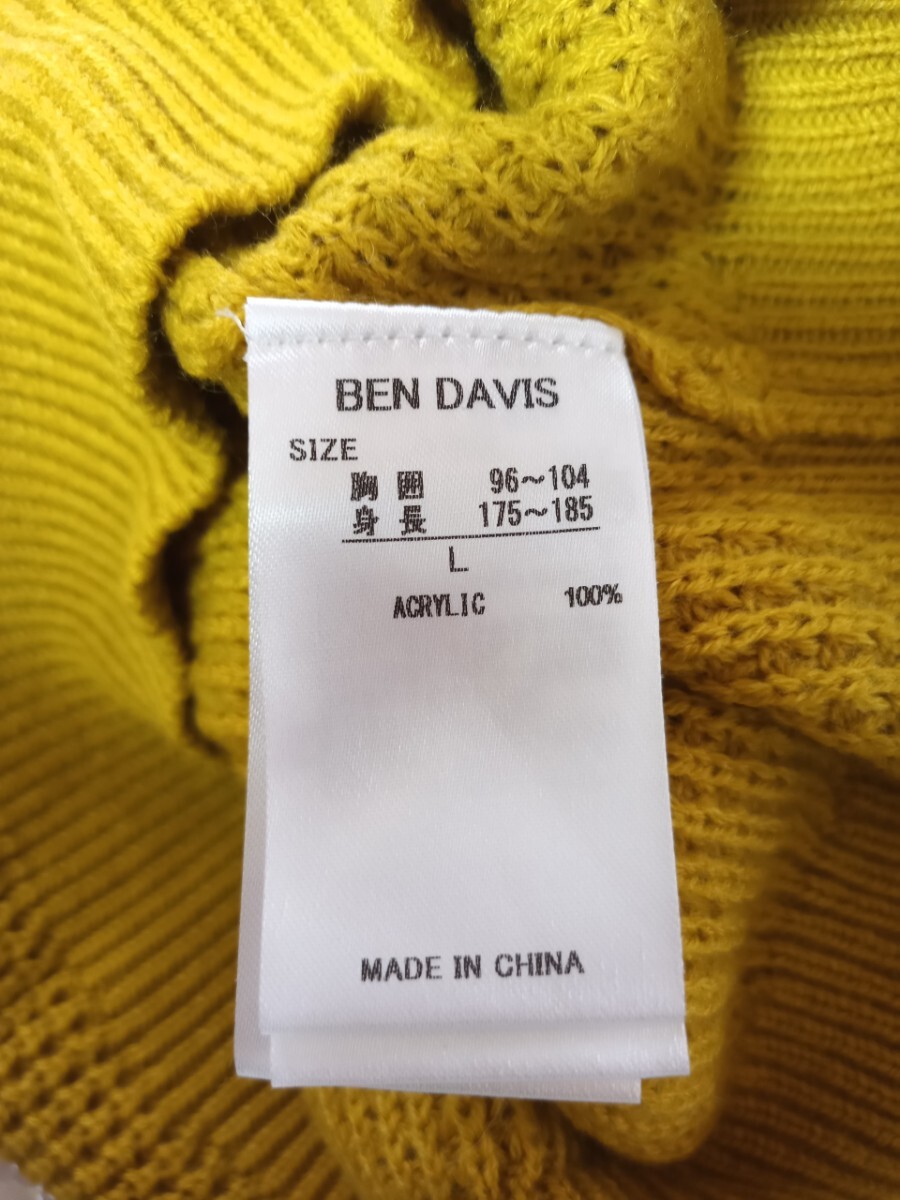 BEN DAVIS
SIZE
胸囲 96～104
身長 175～185
L
ACRYLIC 100%
MADE IN CHINA